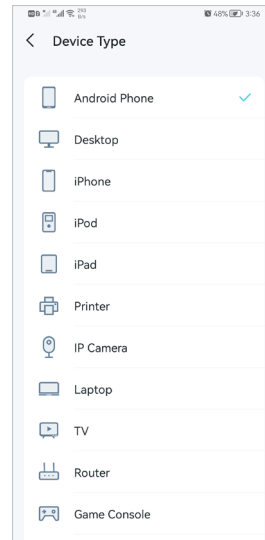 293
B/s
48% 3:36
Device Type
Android Phone
Desktop
iPhone
iPod
iPad
Printer
IP Camera
Laptop
TV
Router
Game Console